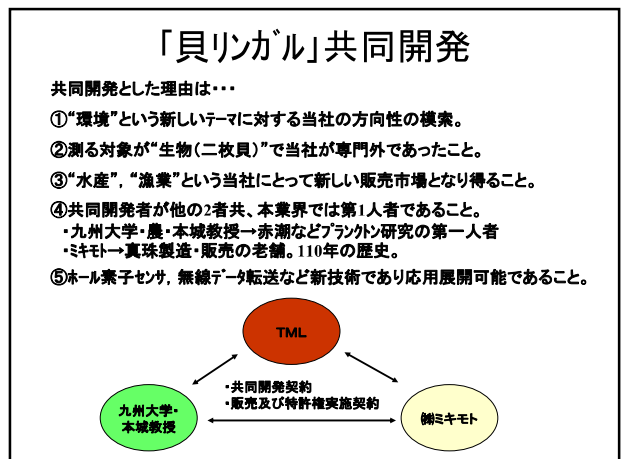 「貝リンガル」共同開発
共同開発とした理由は・・・
①“環境”という新しいテーマに対する当社の方向性の模索。
②測る対象が“生物（二枚貝）”で当社が専門外であったこと。
③“水産”，“漁業”という当社にとって新しい販売市場となり得ること。
④共同開発者が他の2者共、本業界では第1人者であること。
・九州大学・農・本城教授→赤潮などプランクトン研究の第一人者
・ミキモト→真珠製造・販売の老舗。110年の歴史。
⑤ホール素子センサ，無線データ転送など新技術であり応用展開可能であること。
TML
・共同開発契約
・販売及び特許権実施契約
九州大学・
本城教授
㈱ミキモト